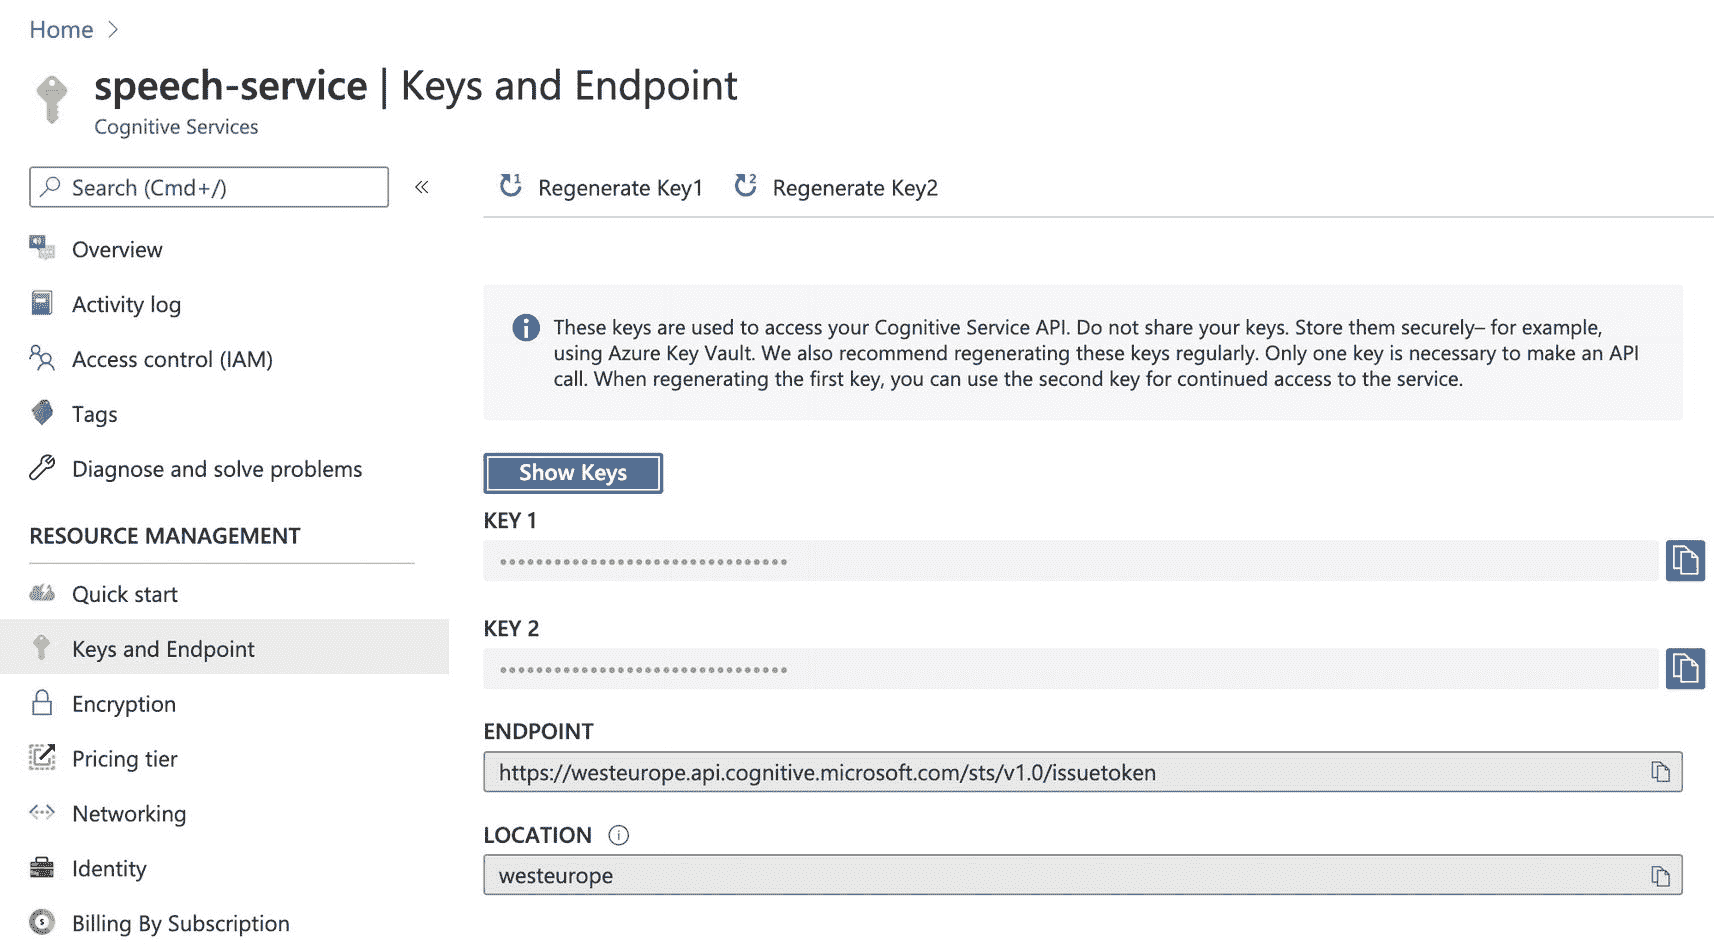 Home
speech-service | Keys and Endpoint
Cognitive Services
Search (Cmd+/)
«
Regenerate Key1
Regenerate Key2
Overview
Activity log
Access control (IAM)
Tags
Diagnose and solve problems
RESOURCE MANAGEMENT
Quick start
Keys and Endpoint
Encryption
Pricing tier
Networking
Identity
Billing By Subscription
These keys are used to access your Cognitive Service API. Do not share your keys. Store them securely– for example,
using Azure Key Vault. We also recommend regenerating these keys regularly. Only one key is necessary to make an API
call. When regenerating the first key, you can use the second key for continued access to the service.
Show Keys
KEY 1
••••••••••••••••••••••••••••••••
KEY 2
••••••••••••••••••••••••••••••••
ENDPOINT
https://westeurope.api.cognitive.microsoft.com/sts/v1.0/issuetoken
LOCATION
westeurope